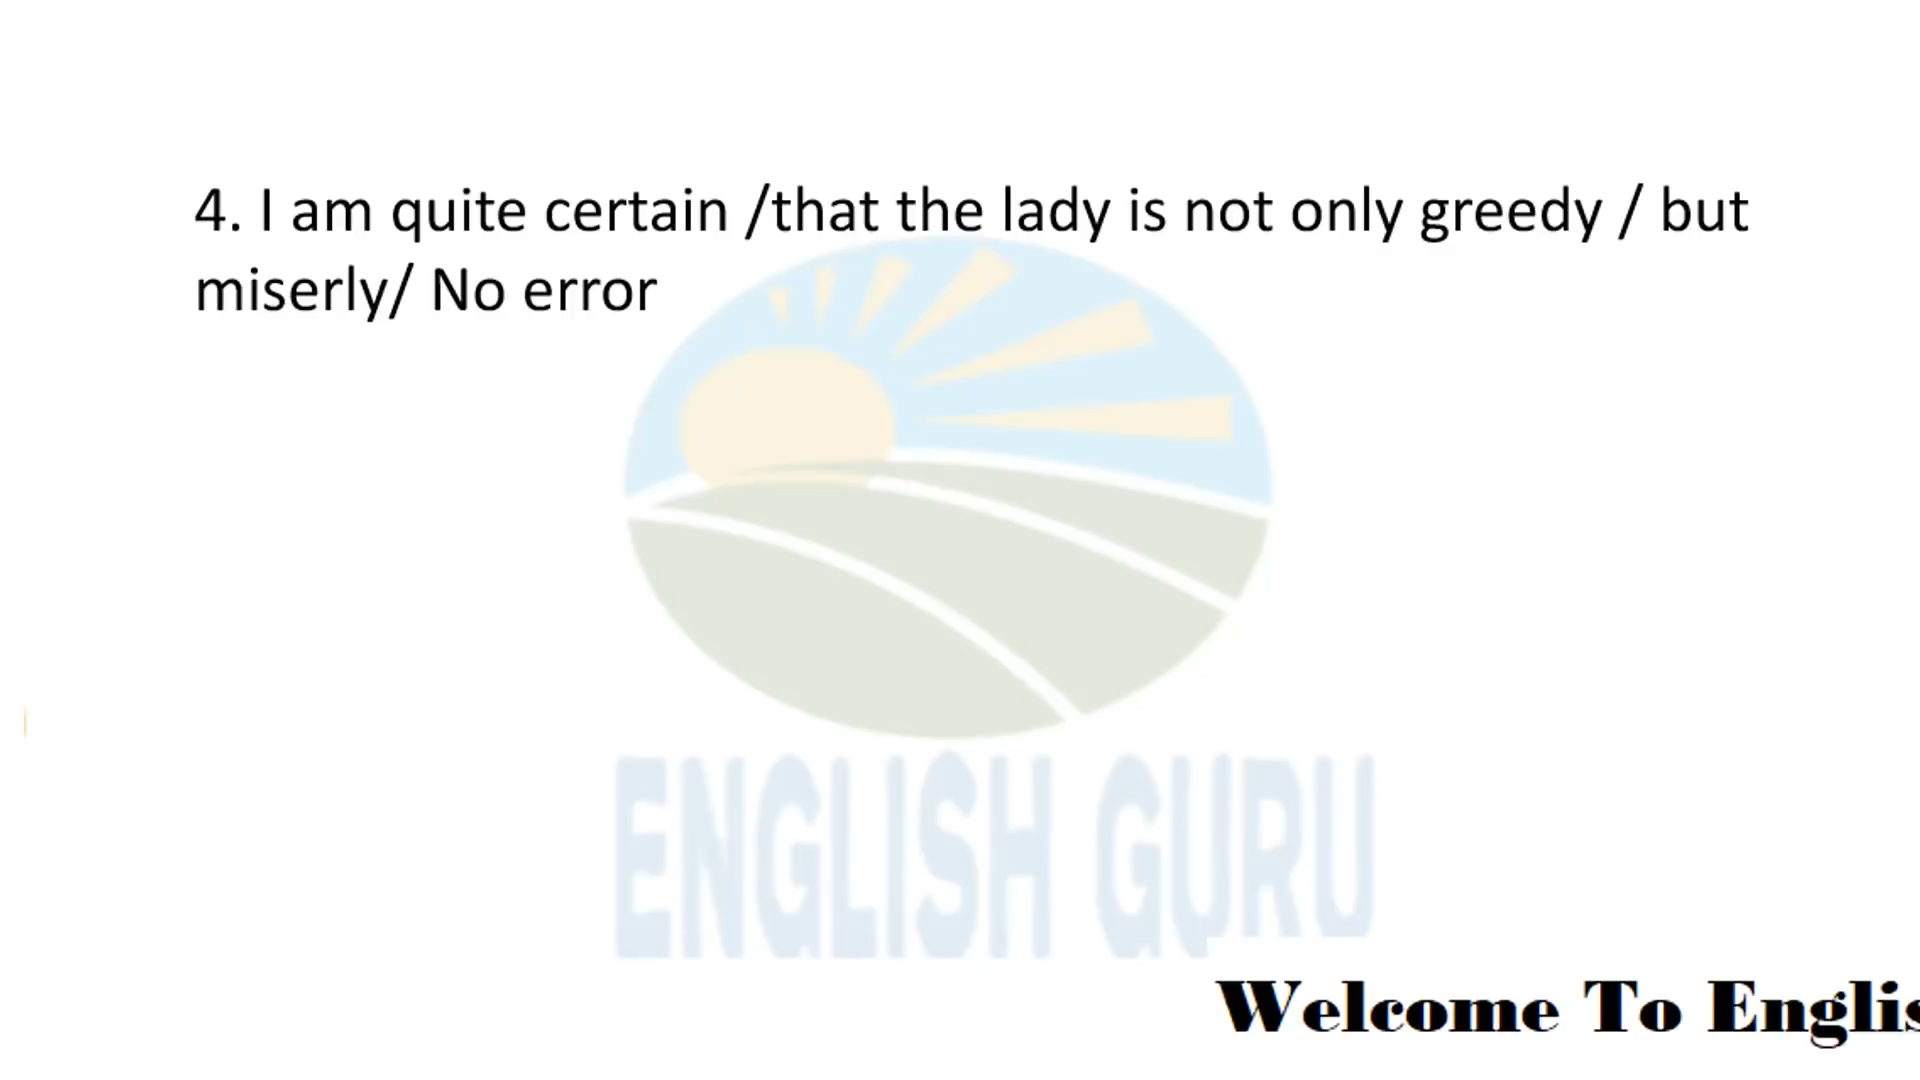 4. I am quite certain /that the lady is not only greedy / but
miserly/ No error
ENGLISH GURU
Welcome To Englis